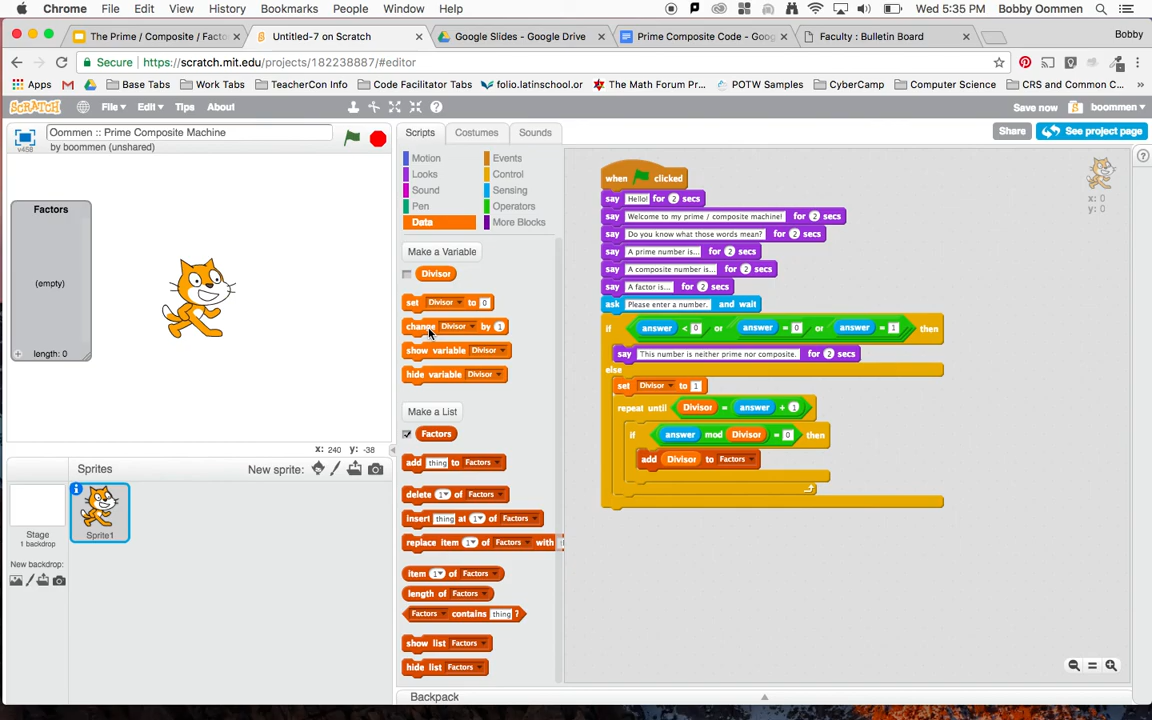 Chrome File Edit View History Bookmarks People Window Help Wed 5:35 PM Bobby Oommen
The Prime / Composite / Factor Untitled-7 on Scratch Google Slides - Google Drive Prime Composite Code - Goog Faculty : Bulletin Board Bobby
Secure https://scratch.mit.edu/projects/182238887/#editor
Apps Base Tabs Work Tabs TeacherCon Info Code Facilitator Tabs folio.latinschool.or The Math Forum Pr... POTW Samples CyberCamp Computer Science CRS and Common C...
SCRATCH File Edit Tips About Save now boommen
Oommen :: Prime Composite Machine
by boommen (unshared)
v458
Scripts Costumes Sounds
Share See project page
Motion Events
Looks Control
Sound Sensing
Pen Operators
Data More Blocks
Make a Variable
Divisor
set Divisor to 0
change Divisor by 1
show variable Divisor
hide variable Divisor
Make a List
Factors
add thing to Factors
delete 1 of Factors
insert thing at 1 of Factors
replace item 1 of Factors with
item 1 of Factors
length of Factors
Factors contains thing ?
show list Factors
hide list Factors
Factors
(empty)
+ length: 0
x: 240 y: -38
Sprites New sprite:
Stage
1 backdrop
New backdrop:
Sprite1
when clicked
say Hello! for 2 secs
say Welcome to my prime / composite machine! for 2 secs
say Do you know what those words mean? for 2 secs
say A prime number is... for 2 secs
say A composite number is... for 2 secs
say A factor is... for 2 secs
ask Please enter a number. and wait
if answer < 0 or answer = 0 or answer = 1 then
say This number is neither prime nor composite. for 2 secs
else
set Divisor to 1
repeat until Divisor = answer + 1
if answer mod Divisor = 0 then
add Divisor to Factors
x: 0
y: 0
Backpack